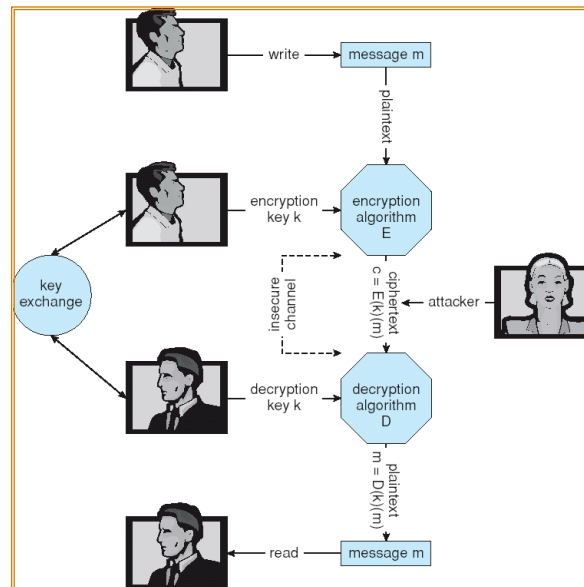 write
message m
plaintext
encryption
key k
encryption
algorithm
E
key
exchange
insecure
channel
ciphertext
c = E(k)(m)
attacker
decryption
key k
decryption
algorithm
D
plaintext
m = D(k)(m)
read
message m